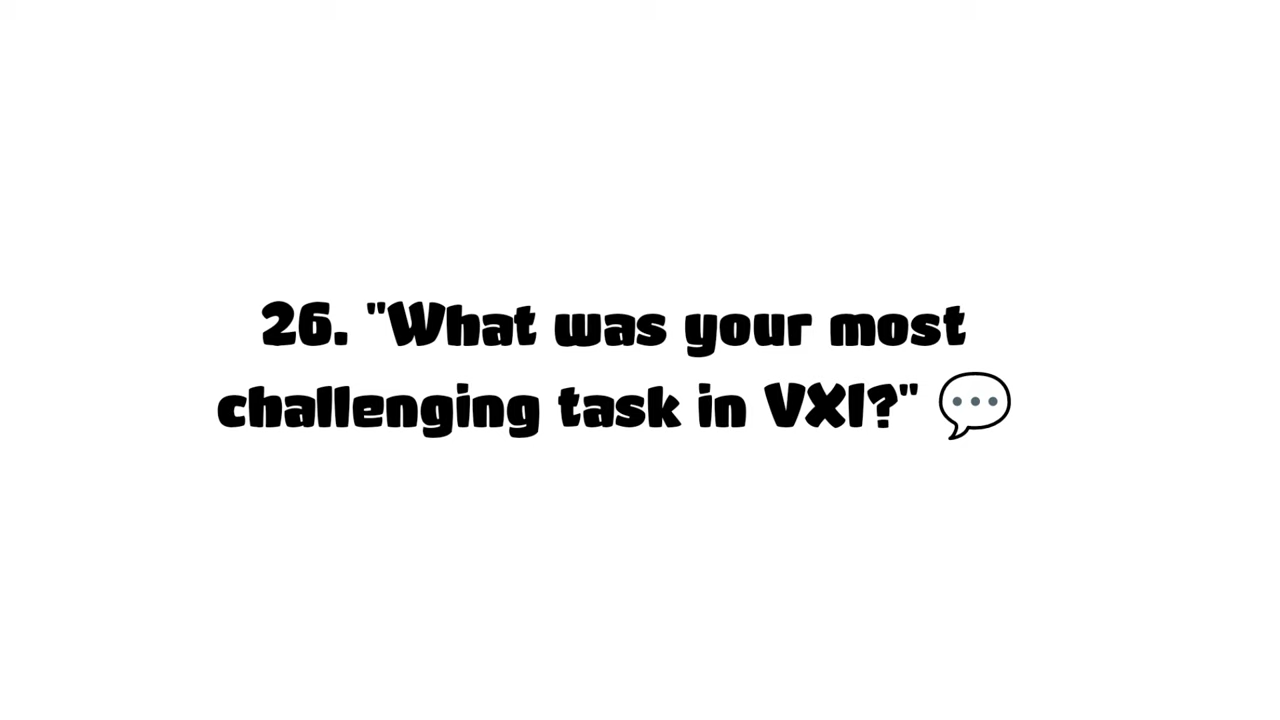 26. "What was your most
challenging task in VXI?" 💬